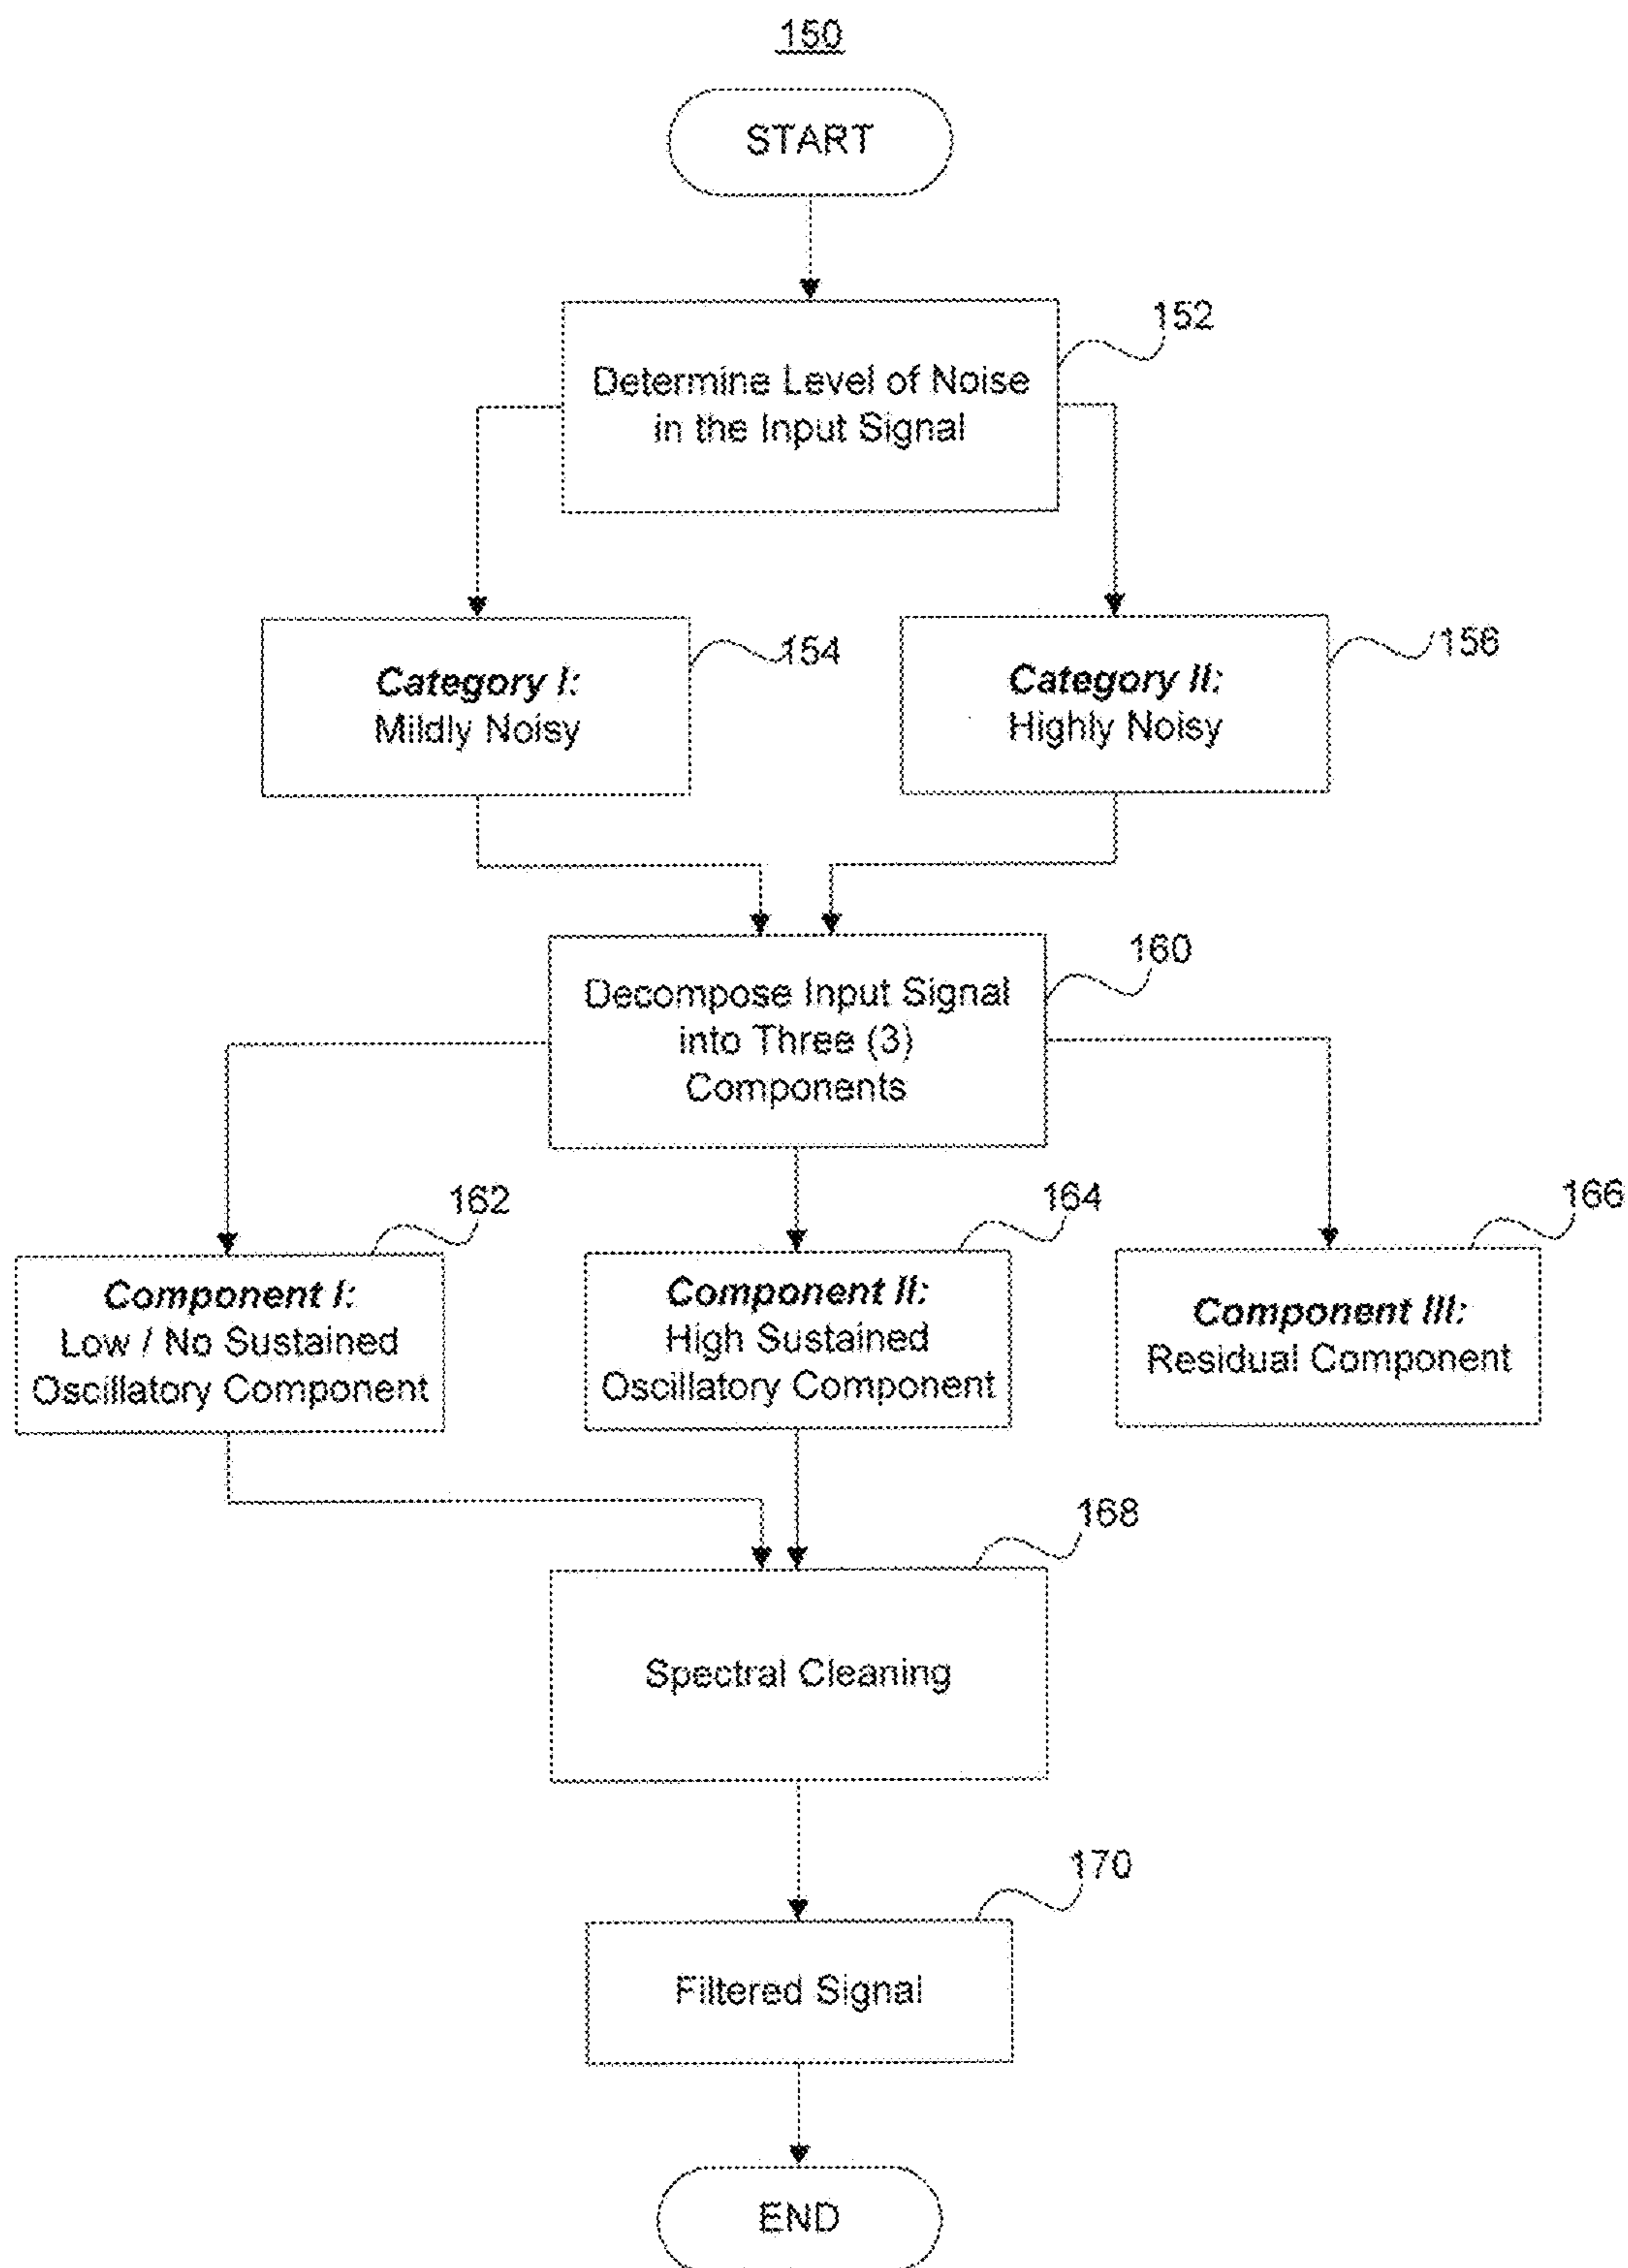 150
START
152
Determine Level of Noise
in the Input Signal
154
156
Category I:
Mildly Noisy
Category II:
Highly Noisy
160
Decompose Input Signal
into Three (3)
Components
162
164
166
Component I:
Low / No Sustained
Oscillatory Component
Component II:
High Sustained
Oscillatory Component
Component III:
Residual Component
168
Spectral Cleaning
170
Filtered Signal
END